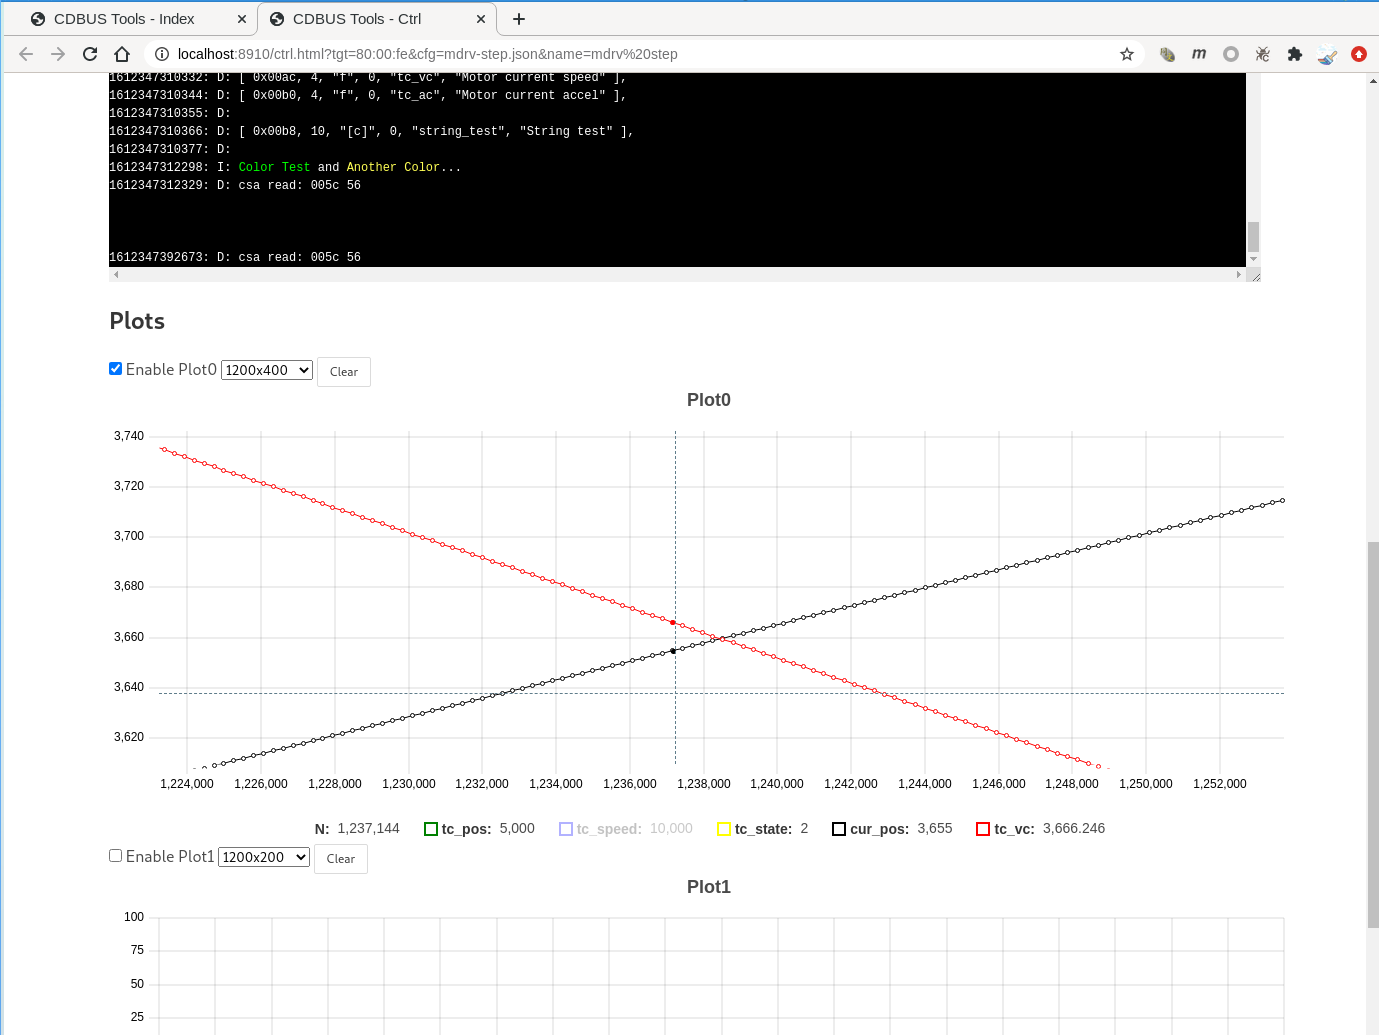 CDBUS Tools - Index
CDBUS Tools - Ctrl
localhost:8910/ctrl.html?tgt=80:00:fe&cfg=mdrv-step.json&name=mdrv%20step
m
1612347310332: D: [ 0x00ac, 4, "f", 0, "tc_vc", "Motor current speed" ],
1612347310344: D: [ 0x00b0, 4, "f", 0, "tc_ac", "Motor current accel" ],
1612347310355: D:
1612347310366: D: [ 0x00b8, 10, "[c]", 0, "string_test", "String test" ],
1612347310377: D:
1612347312298: I: Color Test and Another Color...
1612347312329: D: csa read: 005c 56
1612347392673: D: csa read: 005c 56
Plots
Enable Plot0 1200x400 Clear
Plot0
3,740
3,720
3,700
3,680
3,660
3,640
3,620
1,224,000 1,226,000 1,228,000 1,230,000 1,232,000 1,234,000 1,236,000 1,238,000 1,240,000 1,242,000 1,244,000 1,246,000 1,248,000 1,250,000 1,252,000
N: 1,237,144 tc_pos: 5,000 tc_speed: 10,000 tc_state: 2 cur_pos: 3,655 tc_vc: 3,666.246
Enable Plot1 1200x200 Clear
Plot1
100
75
50
25